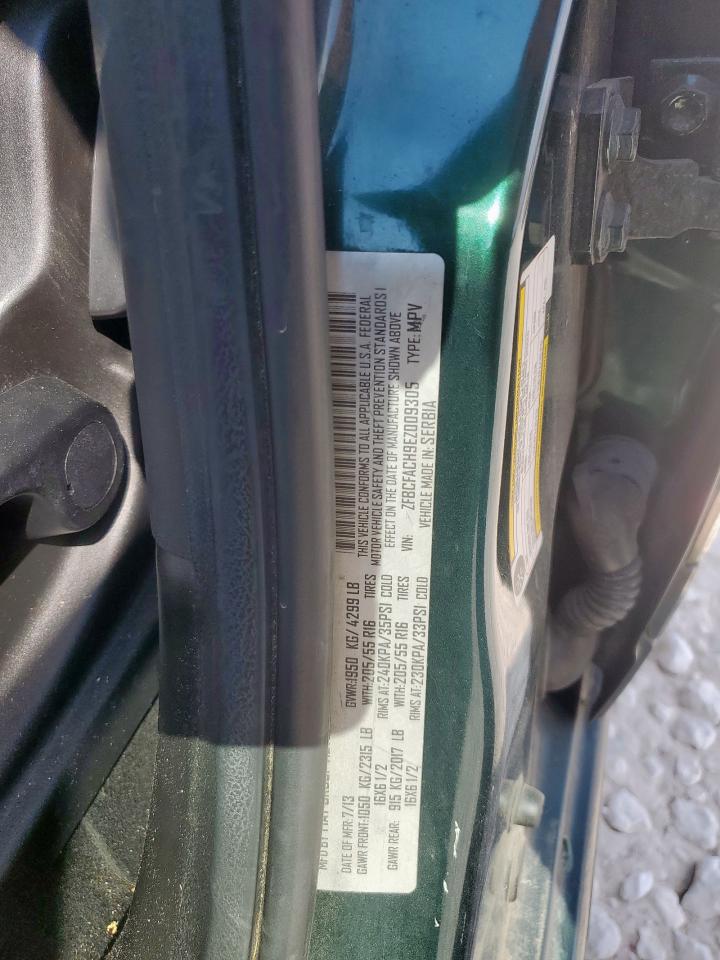 MFD BY FIAT GROUP
DATE OF MFR:7/13 GVWR:1950 KG/4299 LB
GAWR FRONT:1050 KG/2315 LB WITH:205/55 R16 TIRES
16X6 1/2 RIMS AT:240KPA/35PSI COLD
GAWR REAR: 915 KG/2017 LB WITH:205/55 R16 TIRES
16X6 1/2 RIMS AT:230KPA/33PSI COLD
THIS VEHICLE CONFORMS TO ALL APPLICABLE U.S.A. FEDERAL
MOTOR VEHICLE SAFETY AND THEFT PREVENTION STANDARDS I
EFFECT ON THE DATE OF MANUFACTURE SHOWN ABOVE
VIN: ZFBCFACH9EZ009305 TYPE:MPV
VEHICLE MADE IN:SERBIA